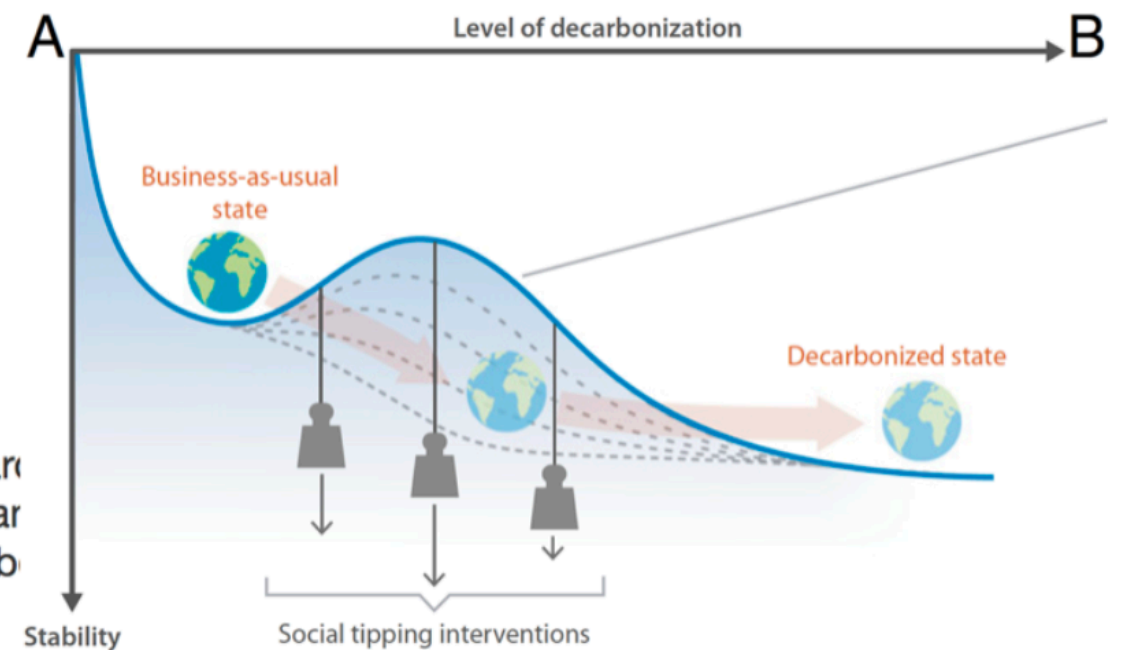 A
Level of decarbonization
B
Business-as-usual
state
Decarbonized state
Stability
Social tipping interventions